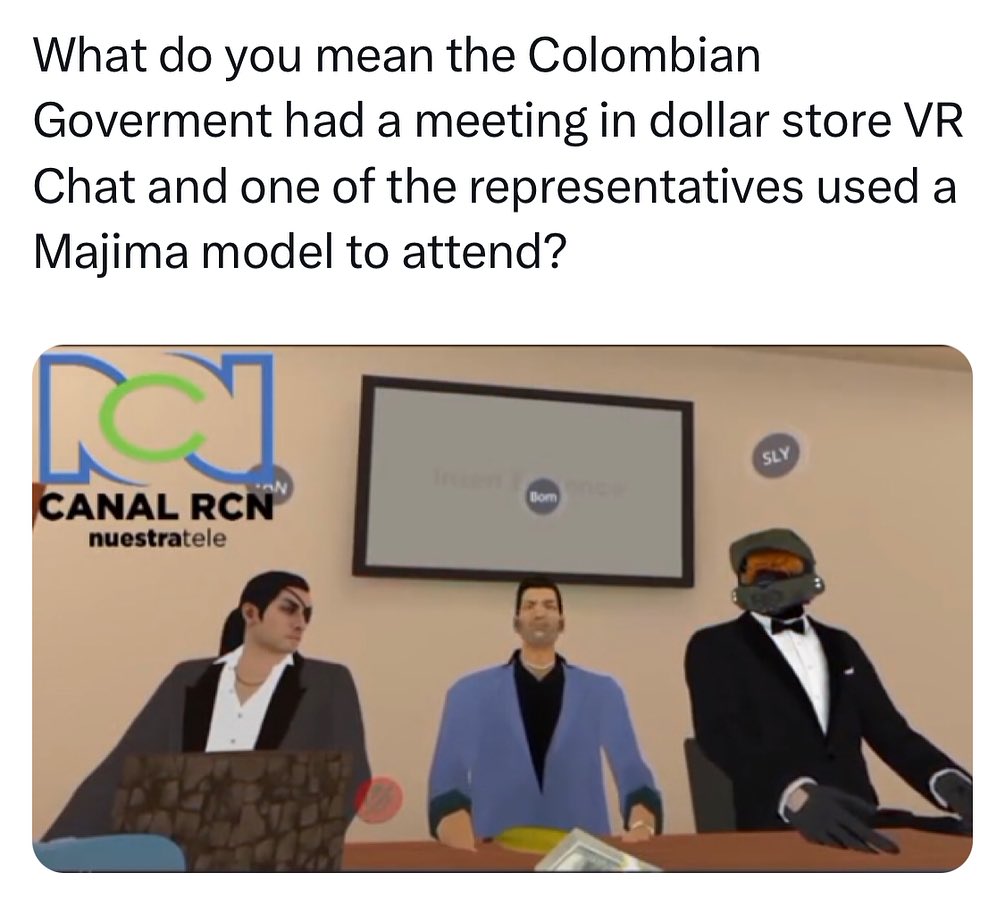 What do you mean the Colombian
Goverment had a meeting in dollar store VR
Chat and one of the representatives used a
Majima model to attend?
RCN
CANAL RCN
nuestratele
SLY
Bom